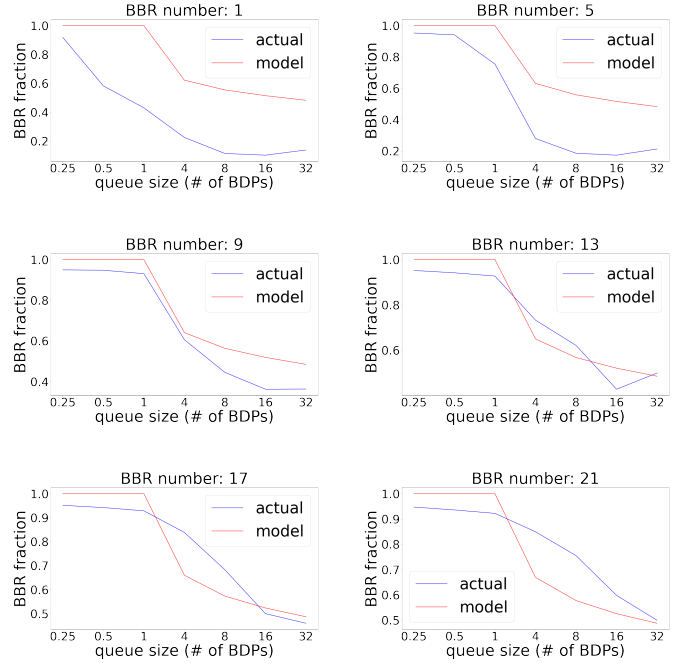 BBR number: 1
BBR fraction
1.0
0.8
0.6
0.4
0.2
actual
model
0.25 0.5 1 4 8 16 32
queue size (# of BDPs)
BBR number: 5
BBR fraction
1.0
0.8
0.6
0.4
0.2
actual
model
0.25 0.5 1 4 8 16 32
queue size (# of BDPs)
BBR number: 9
BBR fraction
1.0
0.8
0.6
0.4
actual
model
0.25 0.5 1 4 8 16 32
queue size (# of BDPs)
BBR number: 13
BBR fraction
1.0
0.8
0.6
actual
model
0.25 0.5 1 4 8 16 32
queue size (# of BDPs)
BBR number: 17
BBR fraction
1.0
0.9
0.8
0.7
0.6
0.5
actual
model
0.25 0.5 1 4 8 16 32
queue size (# of BDPs)
BBR number: 21
BBR fraction
1.0
0.9
0.8
0.7
0.6
0.5
actual
model
0.25 0.5 1 4 8 16 32
queue size (# of BDPs)